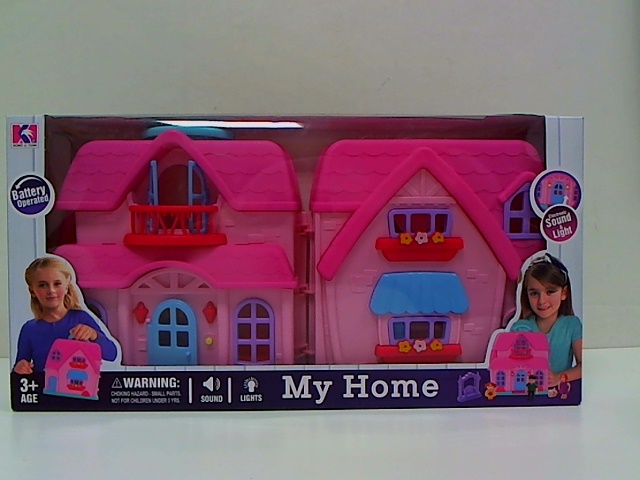 Battery
Operated
Electronic
Sound
&
Light
3+
AGE
WARNING:
CHOKING HAZARD - SMALL PARTS.
NOT FOR CHILDREN UNDER 3 YRS.
SOUND
LIGHTS
My Home